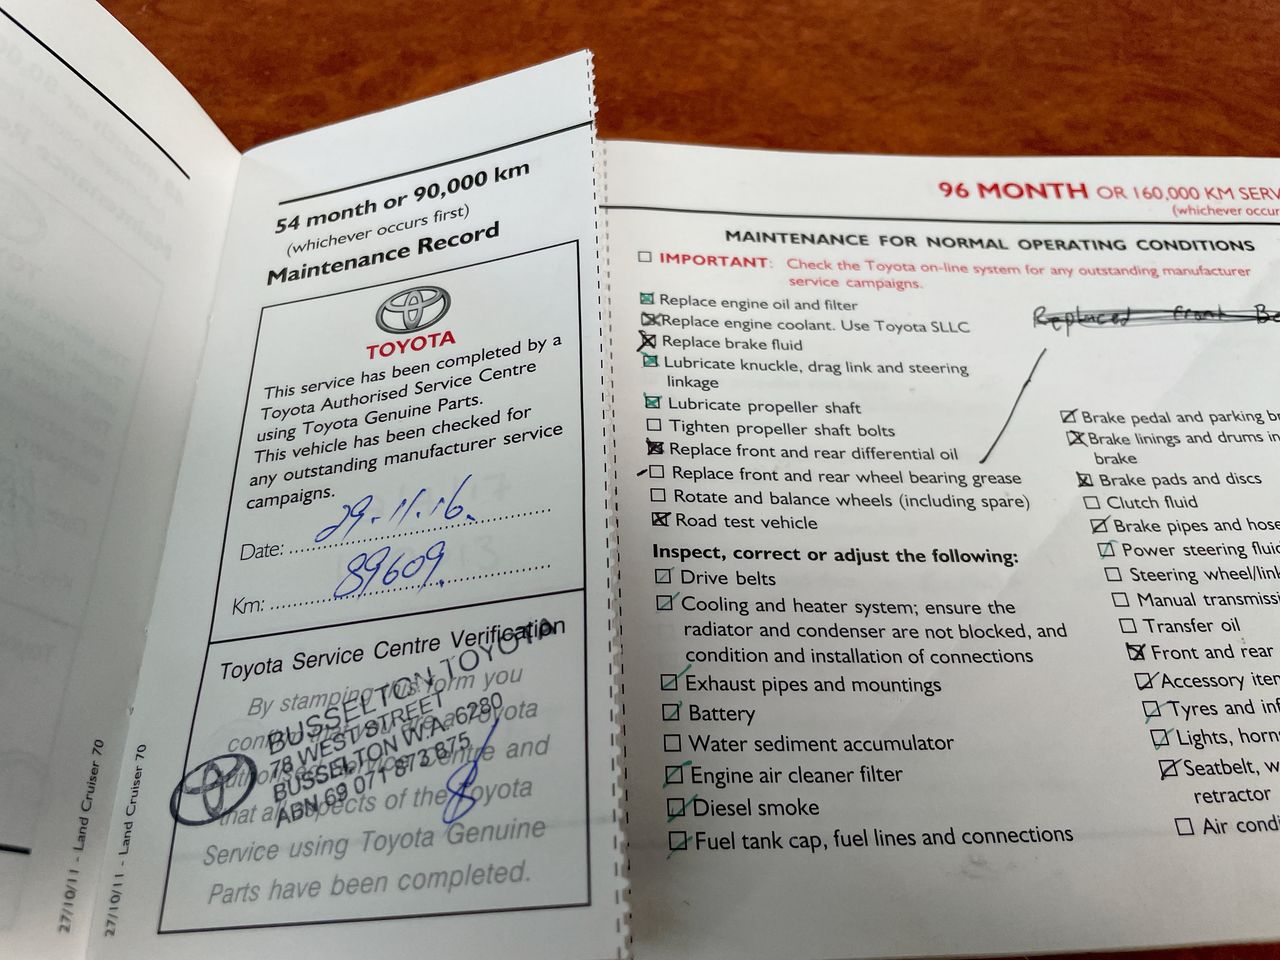 54 month or 90,000 km
(whichever occurs first)
Maintenance Record
TOYOTA
This service has been completed by a
Toyota Authorised Service Centre
using Toyota Genuine Parts.
This vehicle has been checked for
any outstanding manufacturer service
campaigns.
Date: 29.11.16.
Km: 89609.
Toyota Service Centre Verification
By stamping this form you
Toyota
Centre and
that all aspects of the Toyota
Service using Toyota Genuine
Parts have been completed.
BUSSELTON TOYOTA
78 WEST STREET
BUSSELTON W.A. 6280
ABN 69 071 873 875
27/10/11 - Land Cruiser 70
27/10/11 - Land Cruiser 70
96 MONTH OR 160,000 KM SERV
(whichever occur
MAINTENANCE FOR NORMAL OPERATING CONDITIONS
IMPORTANT: Check the Toyota on-line system for any outstanding manufacturer
service campaigns.
Replace engine oil and filter
Replace engine coolant. Use Toyota SLLC
Replace brake fluid
Lubricate knuckle, drag link and steering
linkage
Lubricate propeller shaft
Tighten propeller shaft bolts
Replace front and rear differential oil
Replace front and rear wheel bearing grease
Rotate and balance wheels (including spare)
Road test vehicle
Inspect, correct or adjust the following:
Drive belts
Cooling and heater system; ensure the
radiator and condenser are not blocked, and
condition and installation of connections
Exhaust pipes and mountings
Battery
Water sediment accumulator
Engine air cleaner filter
Diesel smoke
Fuel tank cap, fuel lines and connections
Replaced front Be
Brake pedal and parking br
Brake linings and drums in
brake
Brake pads and discs
Clutch fluid
Brake pipes and hose
Power steering fluid
Steering wheel/link
Manual transmissi
Transfer oil
Front and rear
Accessory item
Tyres and inf
Lights, horn
Seatbelt, w
retractor
Air condi